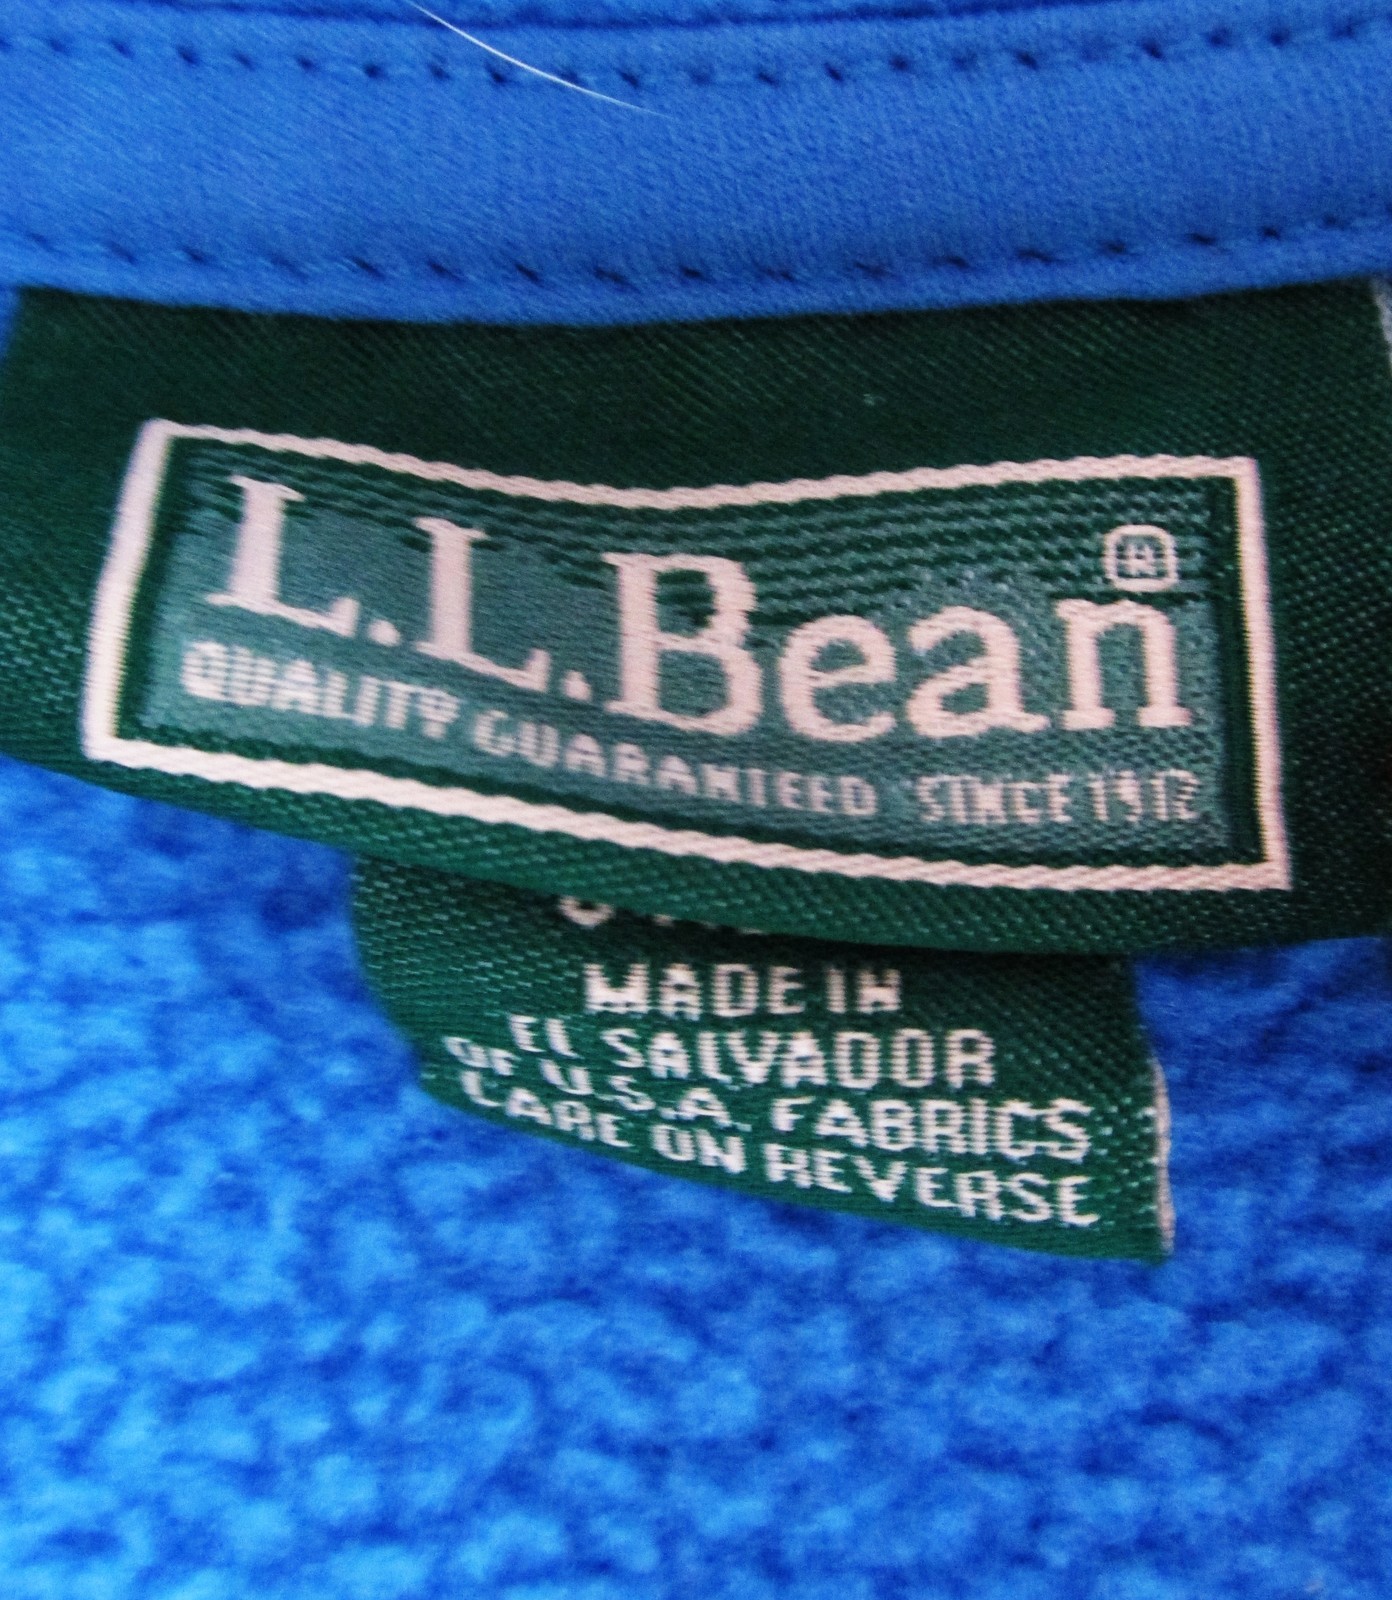 L.L.Bean®
QUALITY GUARANTEED SINCE 1912
MADE IN
EL SALVADOR
OF U.S.A. FABRICS
CARE ON REVERSE